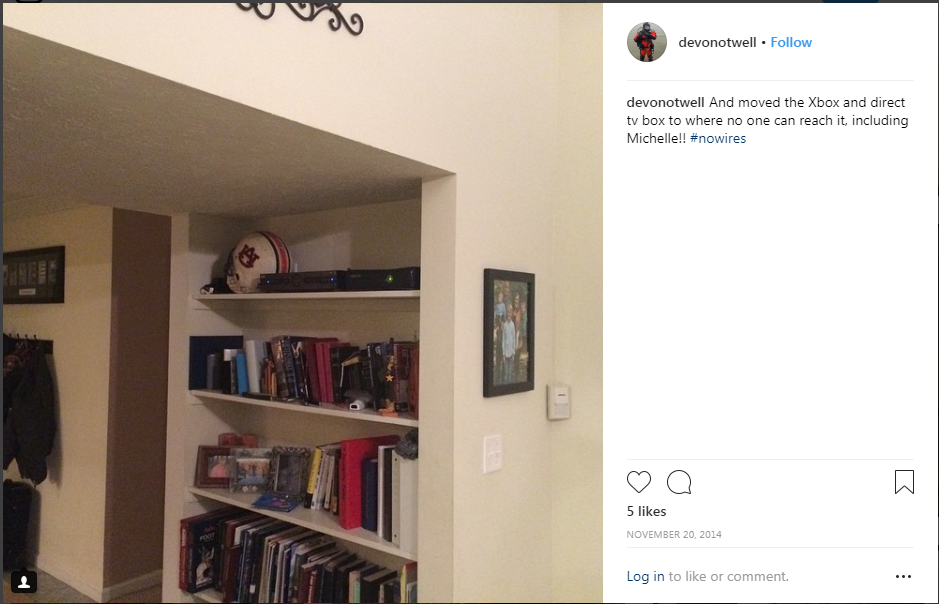 devonotwell • Follow
devonotwell And moved the Xbox and direct
tv box to where no one can reach it, including
Michelle!! #nowires
5 likes
NOVEMBER 20, 2014
Log in to like or comment.